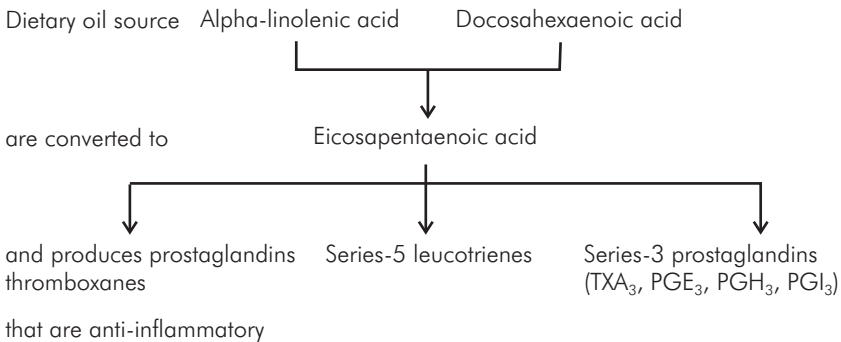 Dietary oil source Alpha-linolenic acid Docosahexaenoic acid
are converted to Eicosapentaenoic acid
and produces prostaglandins Series-5 leucotrienes Series-3 prostaglandins
thromboxanes (TXA₃, PGE₃, PGH₃, PGI₃)
that are anti-inflammatory